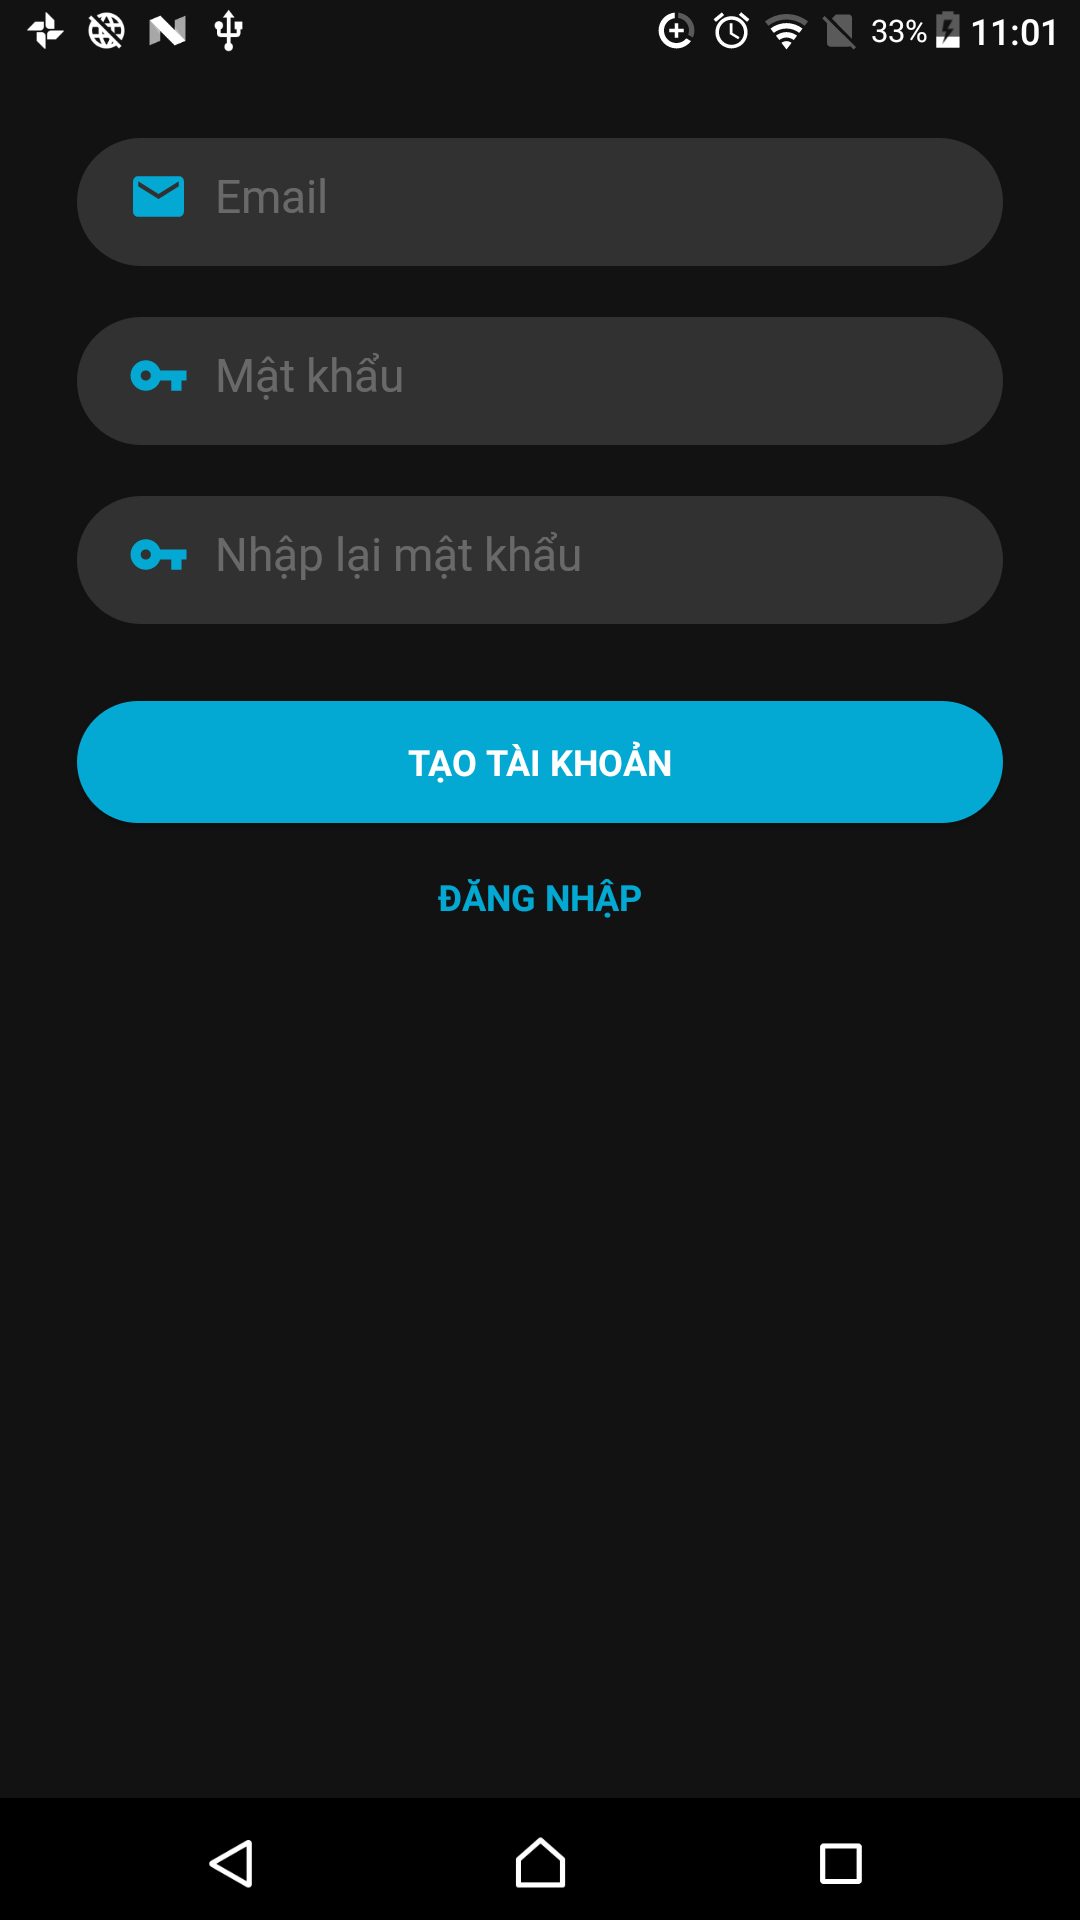 33% 11:01
Email
Mật khẩu
Nhập lại mật khẩu
TẠO TÀI KHOẢN
ĐĂNG NHẬP